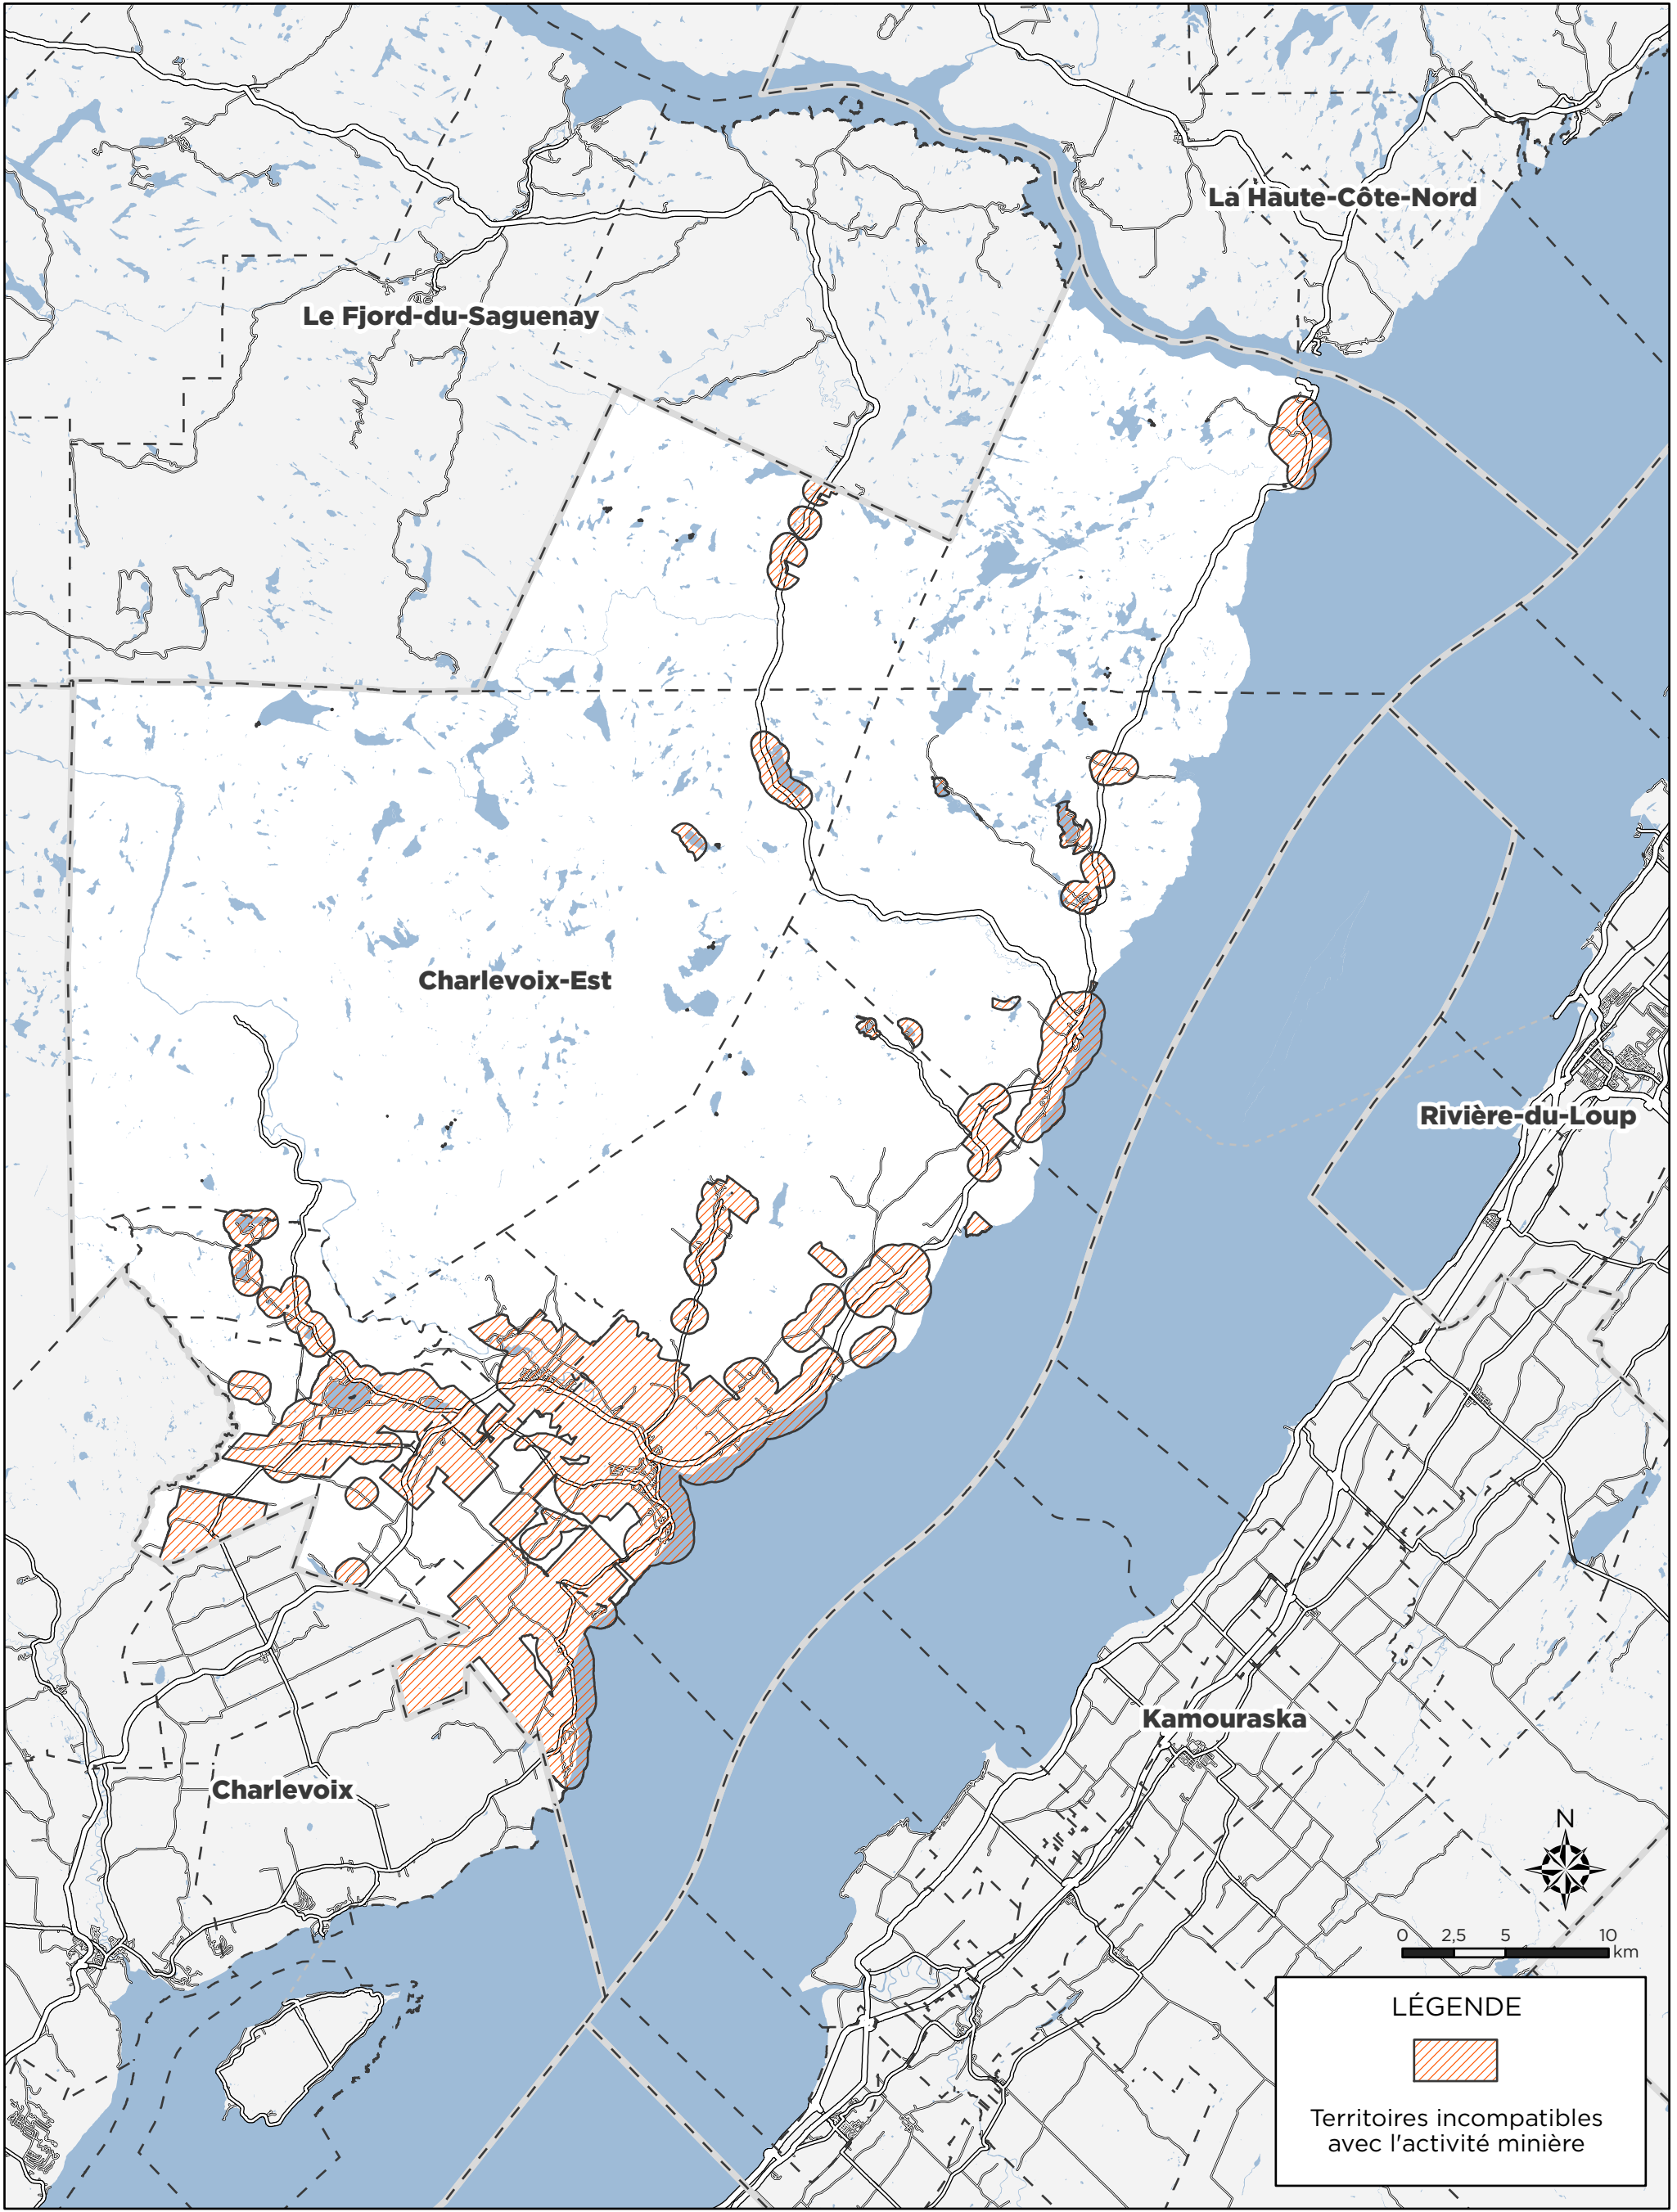 La Haute-Côte-Nord
Le Fjord-du-Saguenay
Charlevoix-Est
Rivière-du-Loup
Kamouraska
Charlevoix
N
0 2,5 5 10
km
LÉGENDE
Territoires incompatibles
avec l'activité minière